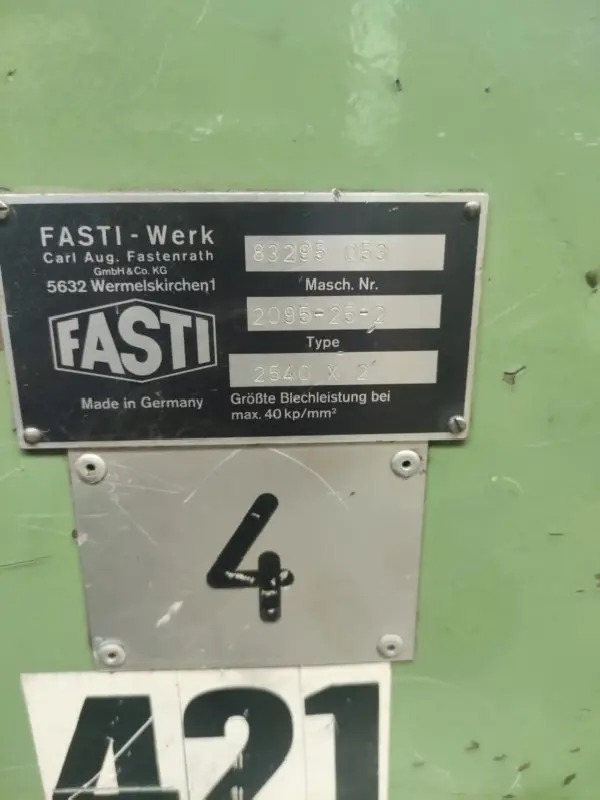 FASTI - Werk
Carl Aug. Fastenrath
GmbH & Co. KG
5632 Wermelskirchen 1
FASTI
Made in Germany
83295 053
Masch. Nr.
2095-25-2
Type
2540 X 2
Größte Blechleistung bei
max. 40 kp/mm²
4
421